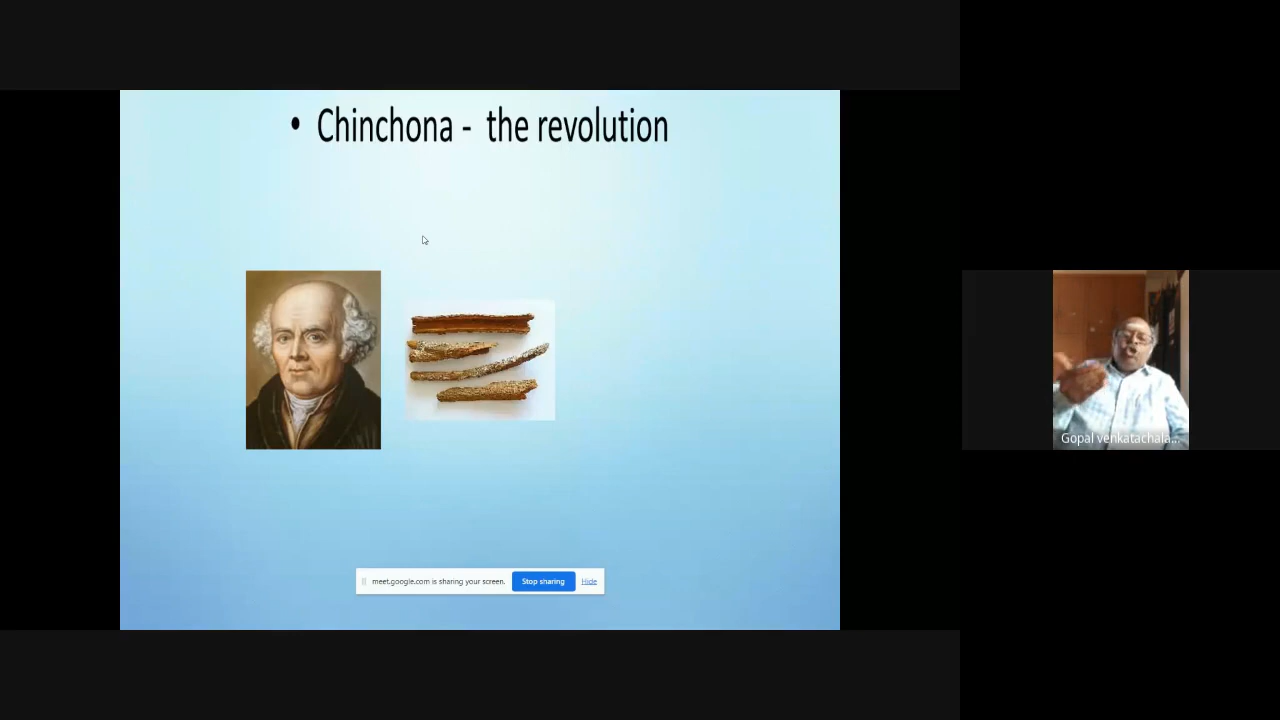 • Chinchona - the revolution
Gopal venkatachala...
meet.google.com is sharing your screen. Stop sharing Hide